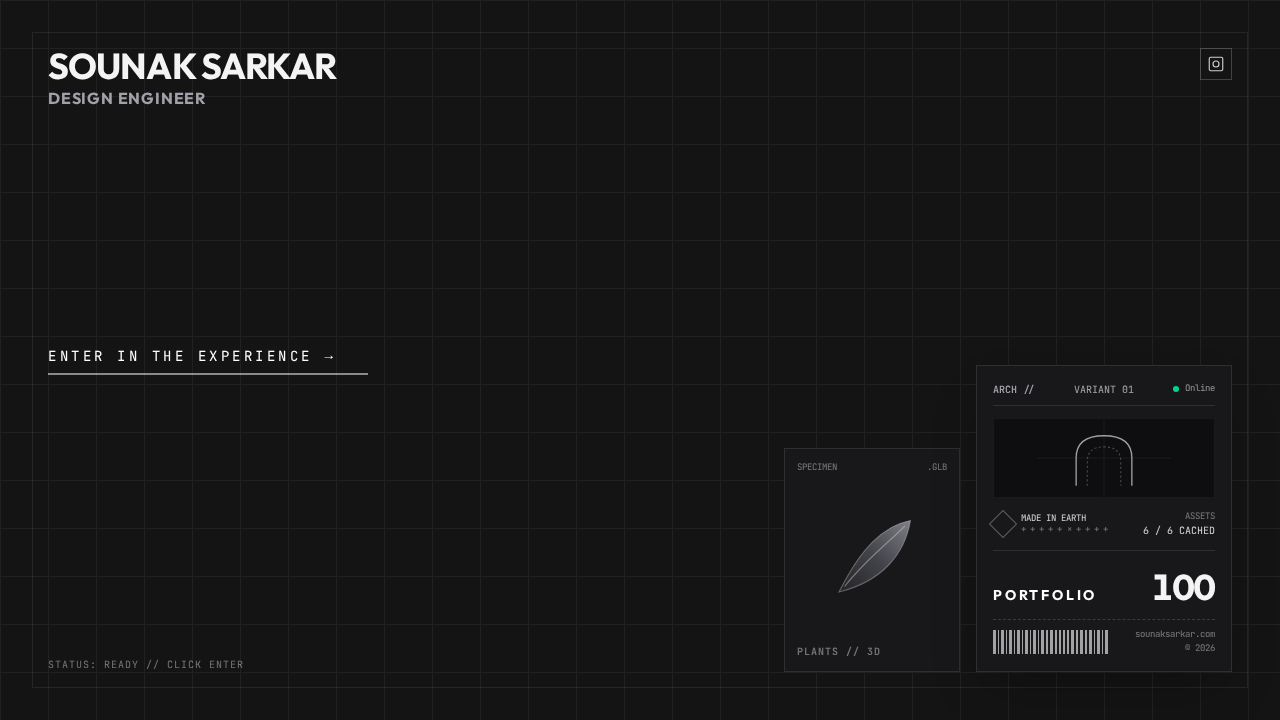 SOUNAK SARKAR
DESIGN ENGINEER
ENTER IN THE EXPERIENCE →
STATUS: READY // CLICK ENTER
SPECIMEN .GLB
PLANTS // 3D
ARCH // VARIANT 01 Online
MADE IN EARTH
+ + + + + × + + + +
ASSETS
6 / 6 CACHED
PORTFOLIO 100
sounaksarkar.com
© 2026